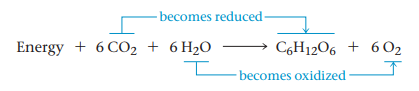 becomes reduced
Energy + 6 CO₂ + 6 H₂O ⟶ C₆H₁₂O₆ + 6 O₂
becomes oxidized